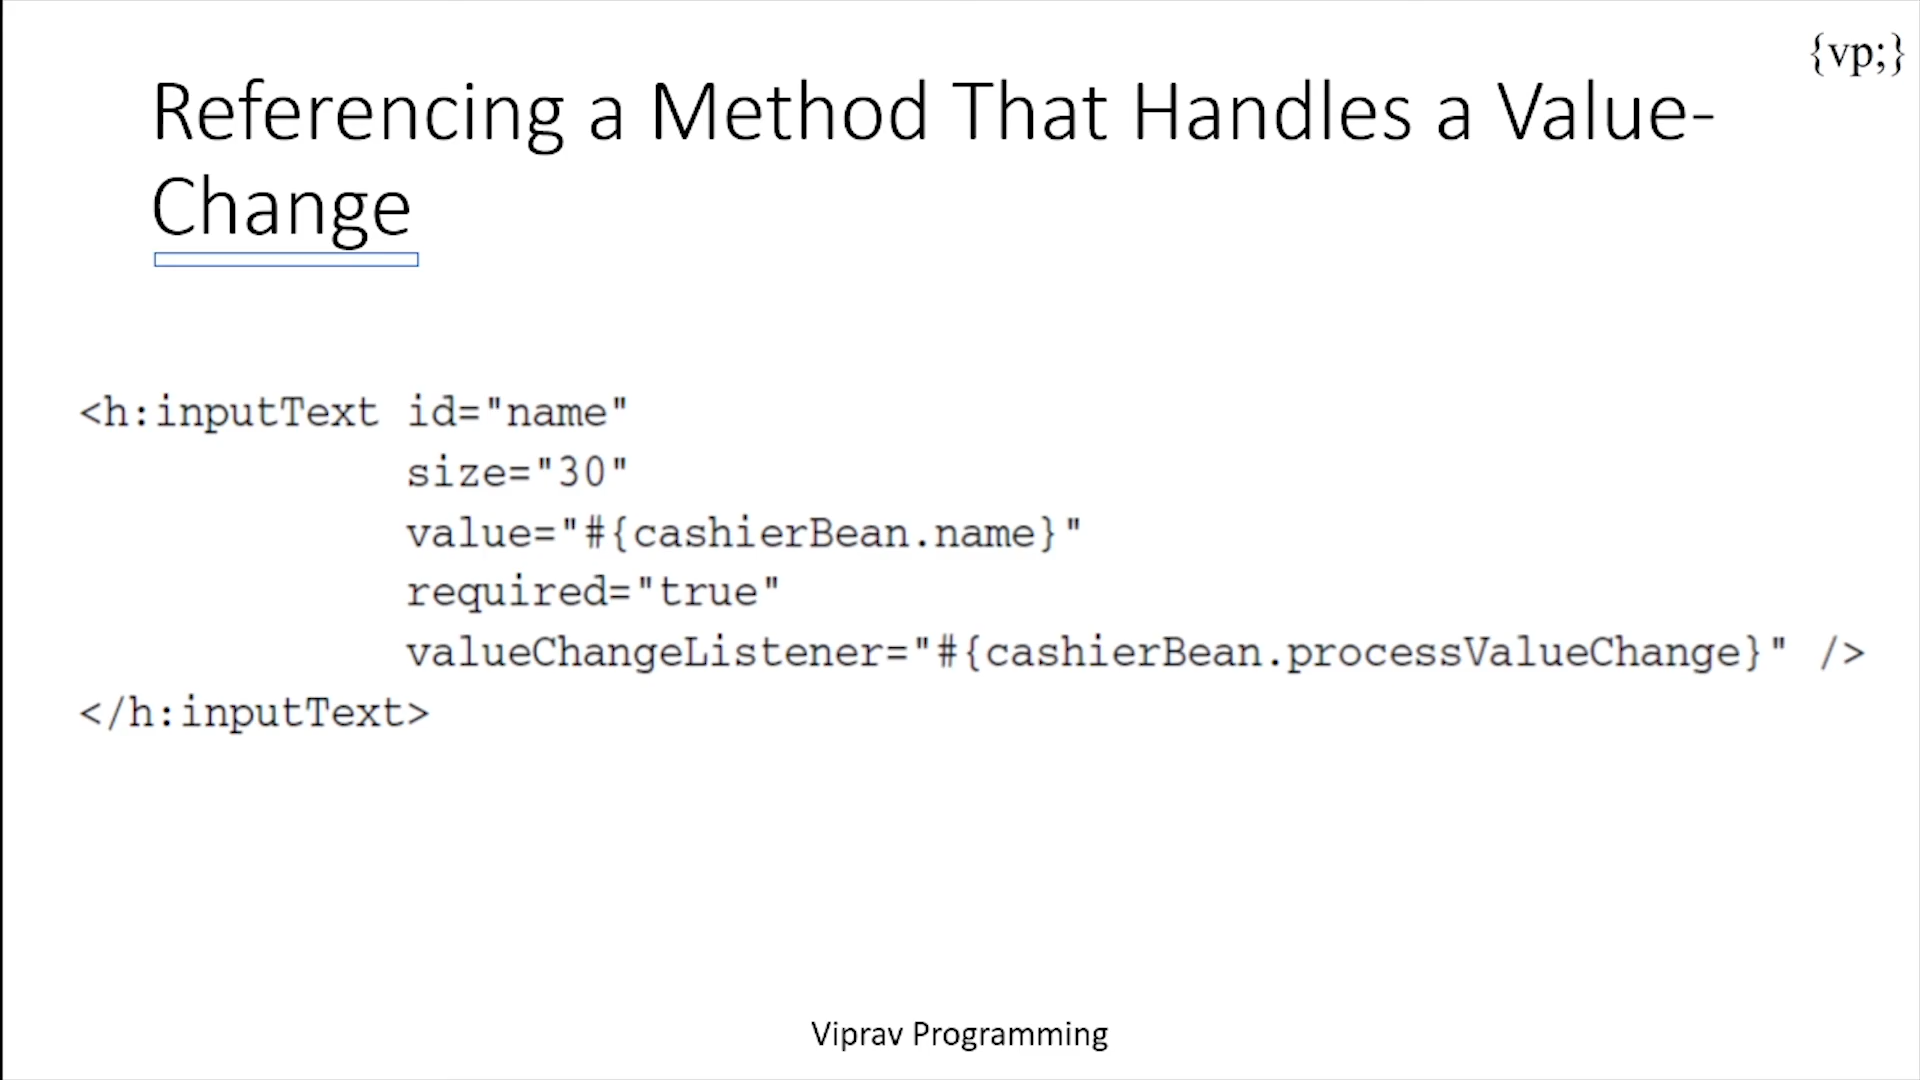 {vp;}
Referencing a Method That Handles a Value-
Change
<h:inputText id="name"
size="30"
value="#{cashierBean.name}"
required="true"
valueChangeListener="#{cashierBean.processValueChange}" />
</h:inputText>
Viprav Programming